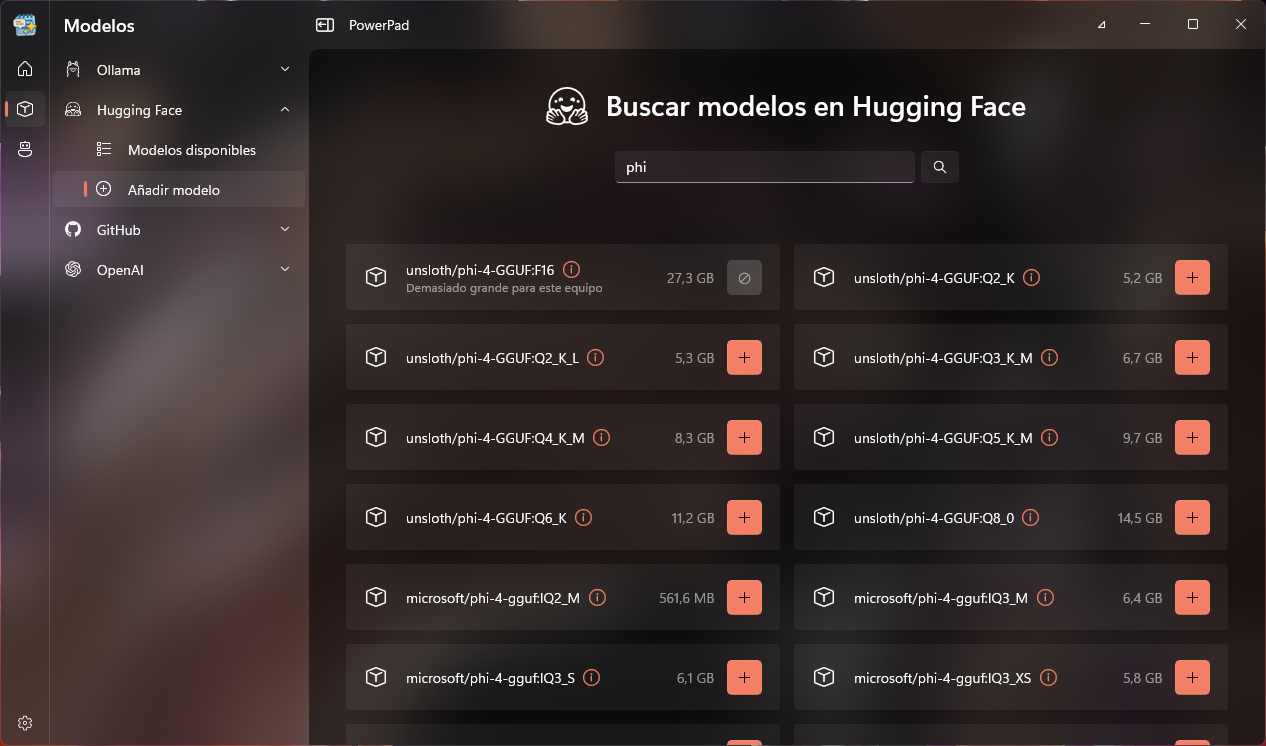 Modelos
PowerPad
Ollama
Hugging Face
Modelos disponibles
Añadir modelo
GitHub
OpenAI
Buscar modelos en Hugging Face
phi
unsloth/phi-4-GGUF:F16
Demasiado grande para este equipo
27,3 GB
unsloth/phi-4-GGUF:Q2_K
5,2 GB
unsloth/phi-4-GGUF:Q2_K_L
5,3 GB
unsloth/phi-4-GGUF:Q3_K_M
6,7 GB
unsloth/phi-4-GGUF:Q4_K_M
8,3 GB
unsloth/phi-4-GGUF:Q5_K_M
9,7 GB
unsloth/phi-4-GGUF:Q6_K
11,2 GB
unsloth/phi-4-GGUF:Q8_0
14,5 GB
microsoft/phi-4-gguf:IQ2_M
561,6 MB
microsoft/phi-4-gguf:IQ3_M
6,4 GB
microsoft/phi-4-gguf:IQ3_S
6,1 GB
microsoft/phi-4-gguf:IQ3_XS
5,8 GB